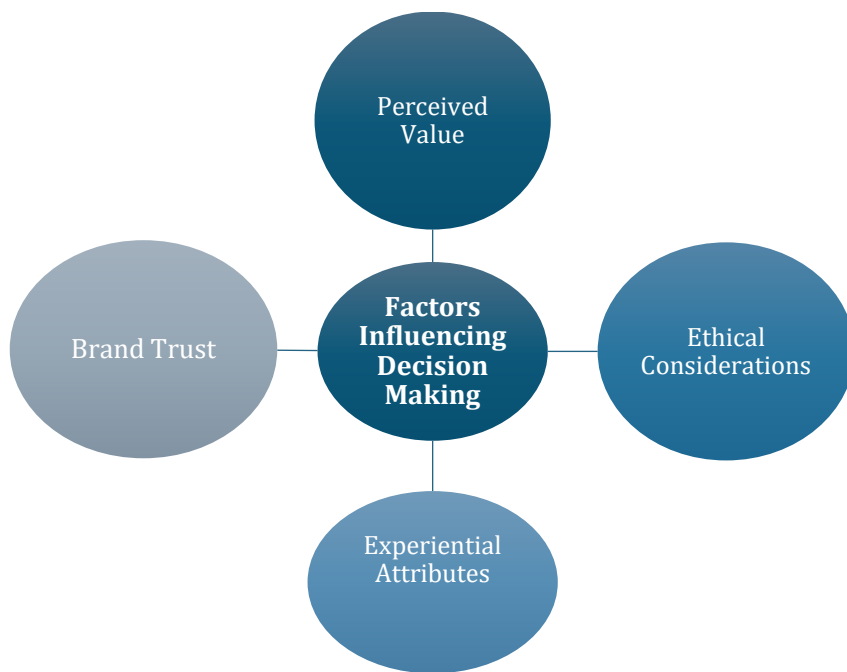 Perceived
Value
Brand Trust
Factors
Influencing
Decision
Making
Ethical
Considerations
Experiential
Attributes